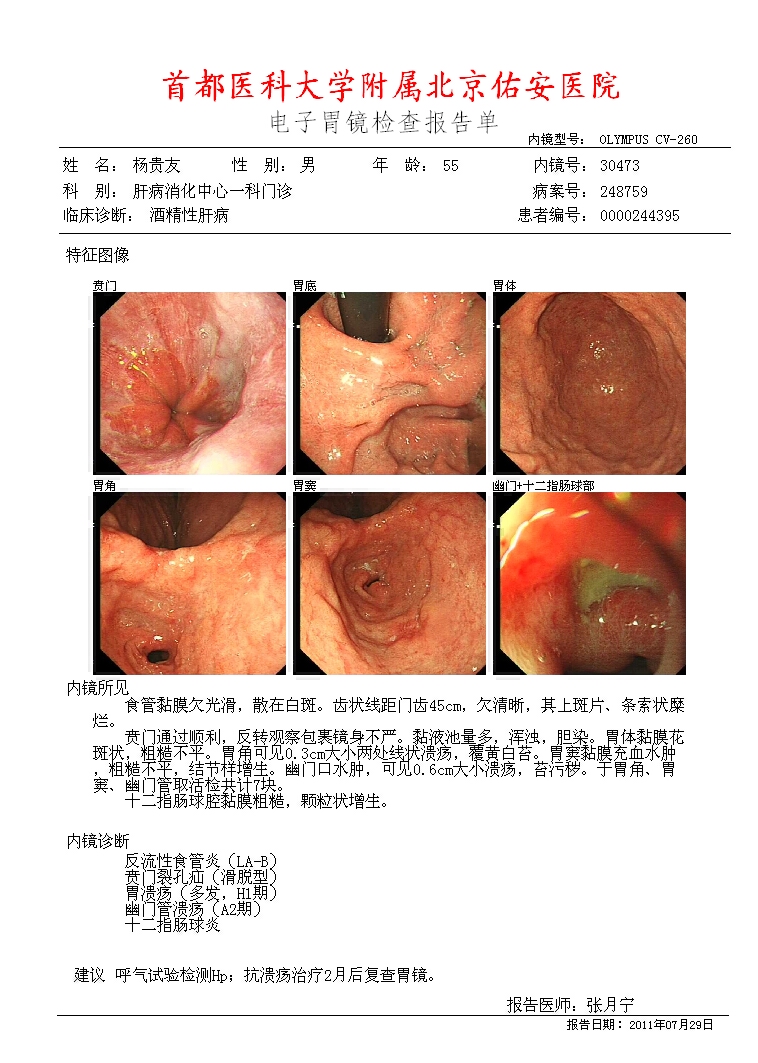 首都医科大学附属北京佑安医院
电子胃镜检查报告单
内镜型号： OLYMPUS CV-260
姓 名： 杨贵友 性 别： 男 年 龄： 55 内镜号： 30473
科 别： 肝病消化中心一科门诊 病案号： 248759
临床诊断： 酒精性肝病 患者编号： 0000244395
特征图像
贲门 胃底 胃体
胃角 胃窦 幽门+十二指肠球部
内镜所见
食管黏膜欠光滑，散在白斑。齿状线距门齿45cm，欠清晰，其上斑片、条索状糜
烂。
贲门通过顺利，反转观察包裹镜身不严。黏液池量多，浑浊，胆染。胃体黏膜花
斑状，粗糙不平。胃角可见0.3cm大小两处线状溃疡，覆黄白苔。胃窦黏膜充血水肿
，粗糙不平，结节样增生。幽门口水肿，可见0.6cm大小溃疡，苔污秽。于胃角、胃
窦、幽门管取活检共计7块。
十二指肠球腔黏膜粗糙，颗粒状增生。
内镜诊断
反流性食管炎（LA-B）
贲门裂孔疝（滑脱型）
胃溃疡（多发，H1期）
幽门管溃疡（A2期）
十二指肠球炎
建议 呼气试验检测Hp；抗溃疡治疗2月后复查胃镜。
报告医师：张月宁
报告日期：2011年07月29日